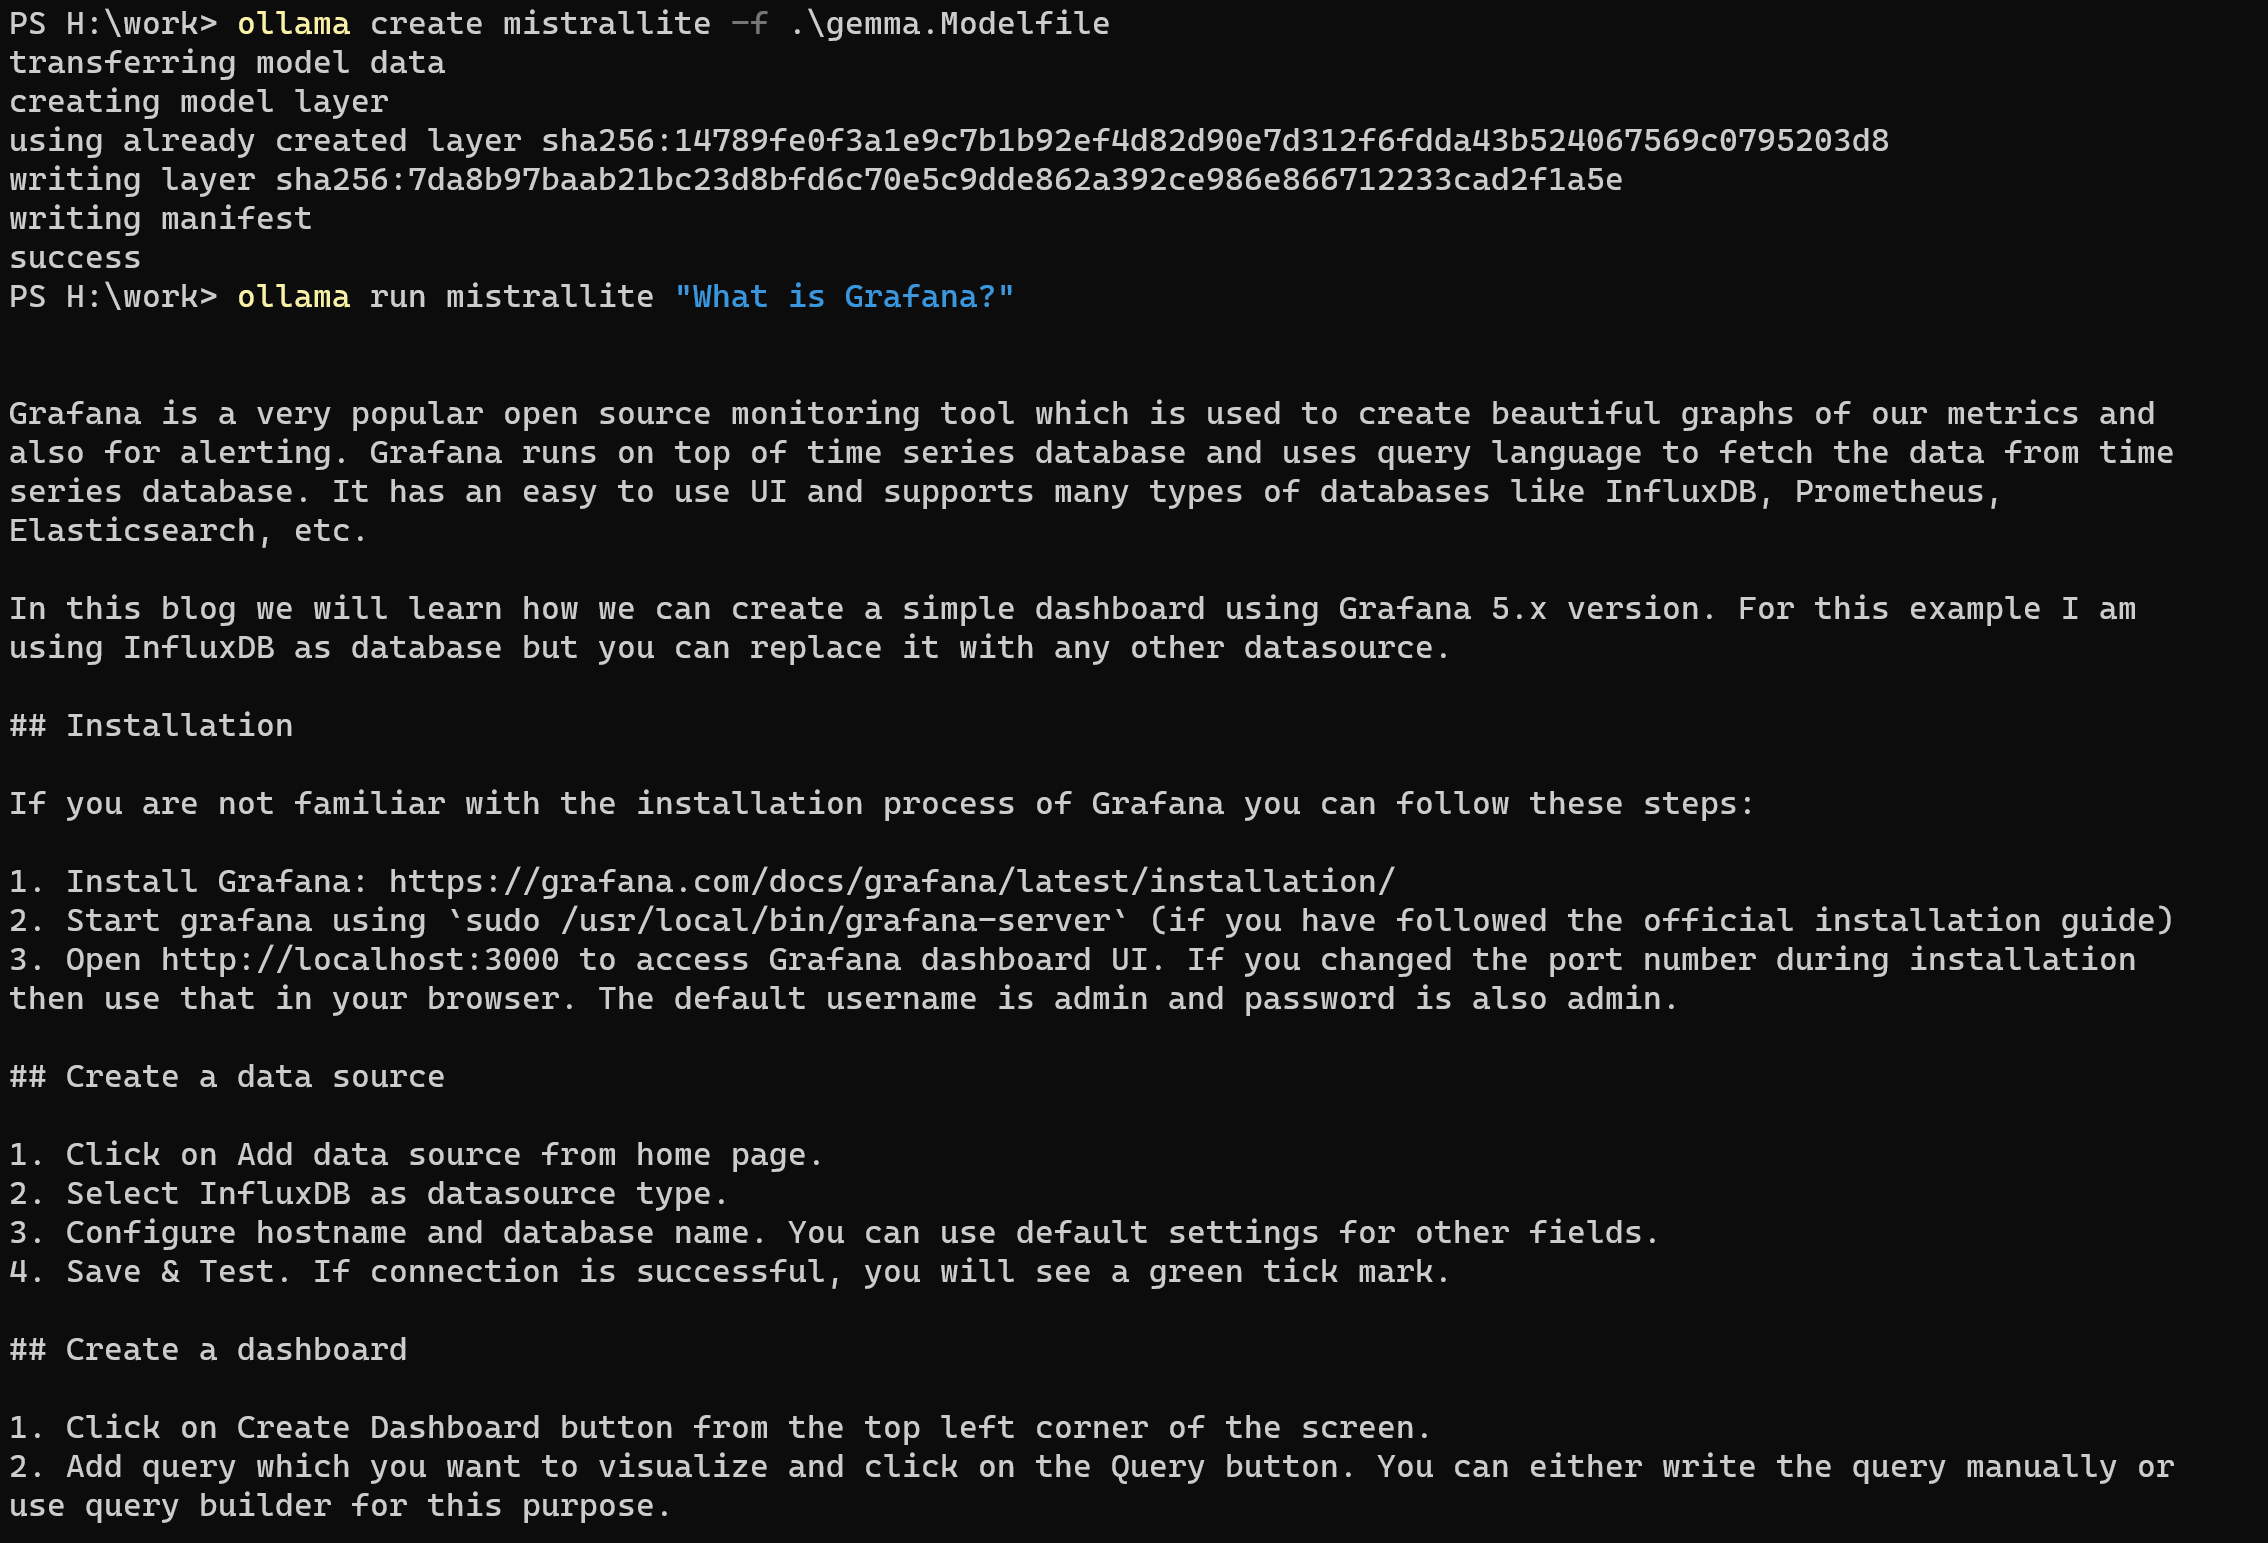 PS H:\work> ollama create mistrallite -f .\gemma.Modelfile
transferring model data
creating model layer
using already created layer sha256:14789fe0f3a1e9c7b1b92ef4d82d90e7d312f6fdda43b524067569c0795203d8
writing layer sha256:7da8b97baab21bc23d8bfd6c70e5c9dde862a392ce986e866712233cad2f1a5e
writing manifest
success
PS H:\work> ollama run mistrallite "What is Grafana?"
Grafana is a very popular open source monitoring tool which is used to create beautiful graphs of our metrics and
also for alerting. Grafana runs on top of time series database and uses query language to fetch the data from time
series database. It has an easy to use UI and supports many types of databases like InfluxDB, Prometheus,
Elasticsearch, etc.
In this blog we will learn how we can create a simple dashboard using Grafana 5.x version. For this example I am
using InfluxDB as database but you can replace it with any other datasource.
## Installation
If you are not familiar with the installation process of Grafana you can follow these steps:
1. Install Grafana: https://grafana.com/docs/grafana/latest/installation/
2. Start grafana using `sudo /usr/local/bin/grafana-server` (if you have followed the official installation guide)
3. Open http://localhost:3000 to access Grafana dashboard UI. If you changed the port number during installation
then use that in your browser. The default username is admin and password is also admin.
## Create a data source
1. Click on Add data source from home page.
2. Select InfluxDB as datasource type.
3. Configure hostname and database name. You can use default settings for other fields.
4. Save & Test. If connection is successful, you will see a green tick mark.
## Create a dashboard
1. Click on Create Dashboard button from the top left corner of the screen.
2. Add query which you want to visualize and click on the Query button. You can either write the query manually or
use query builder for this purpose.